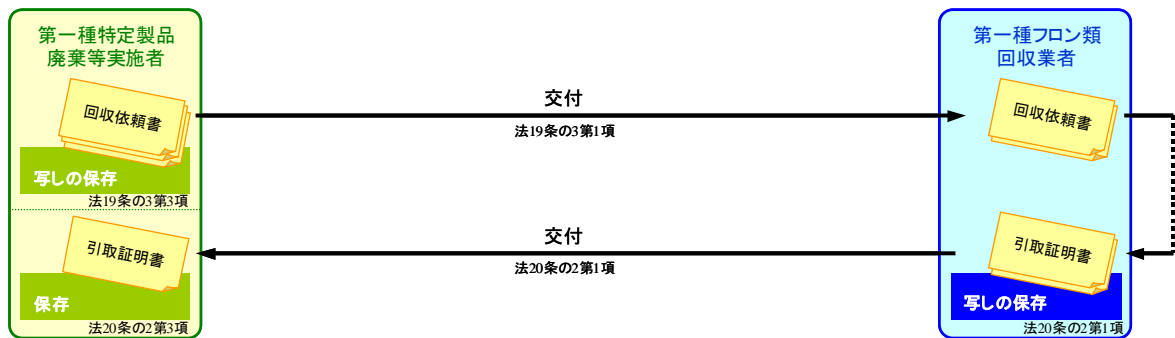 第一種特定製品
廃棄等実施者
回収依頼書
写しの保存
法19条の3第3項
引取証明書
保存
法20条の2第3項
交付
法19条の3第1項
交付
法20条の2第1項
第一種フロン類
回収業者
回収依頼書
引取証明書
写しの保存
法20条の2第1項